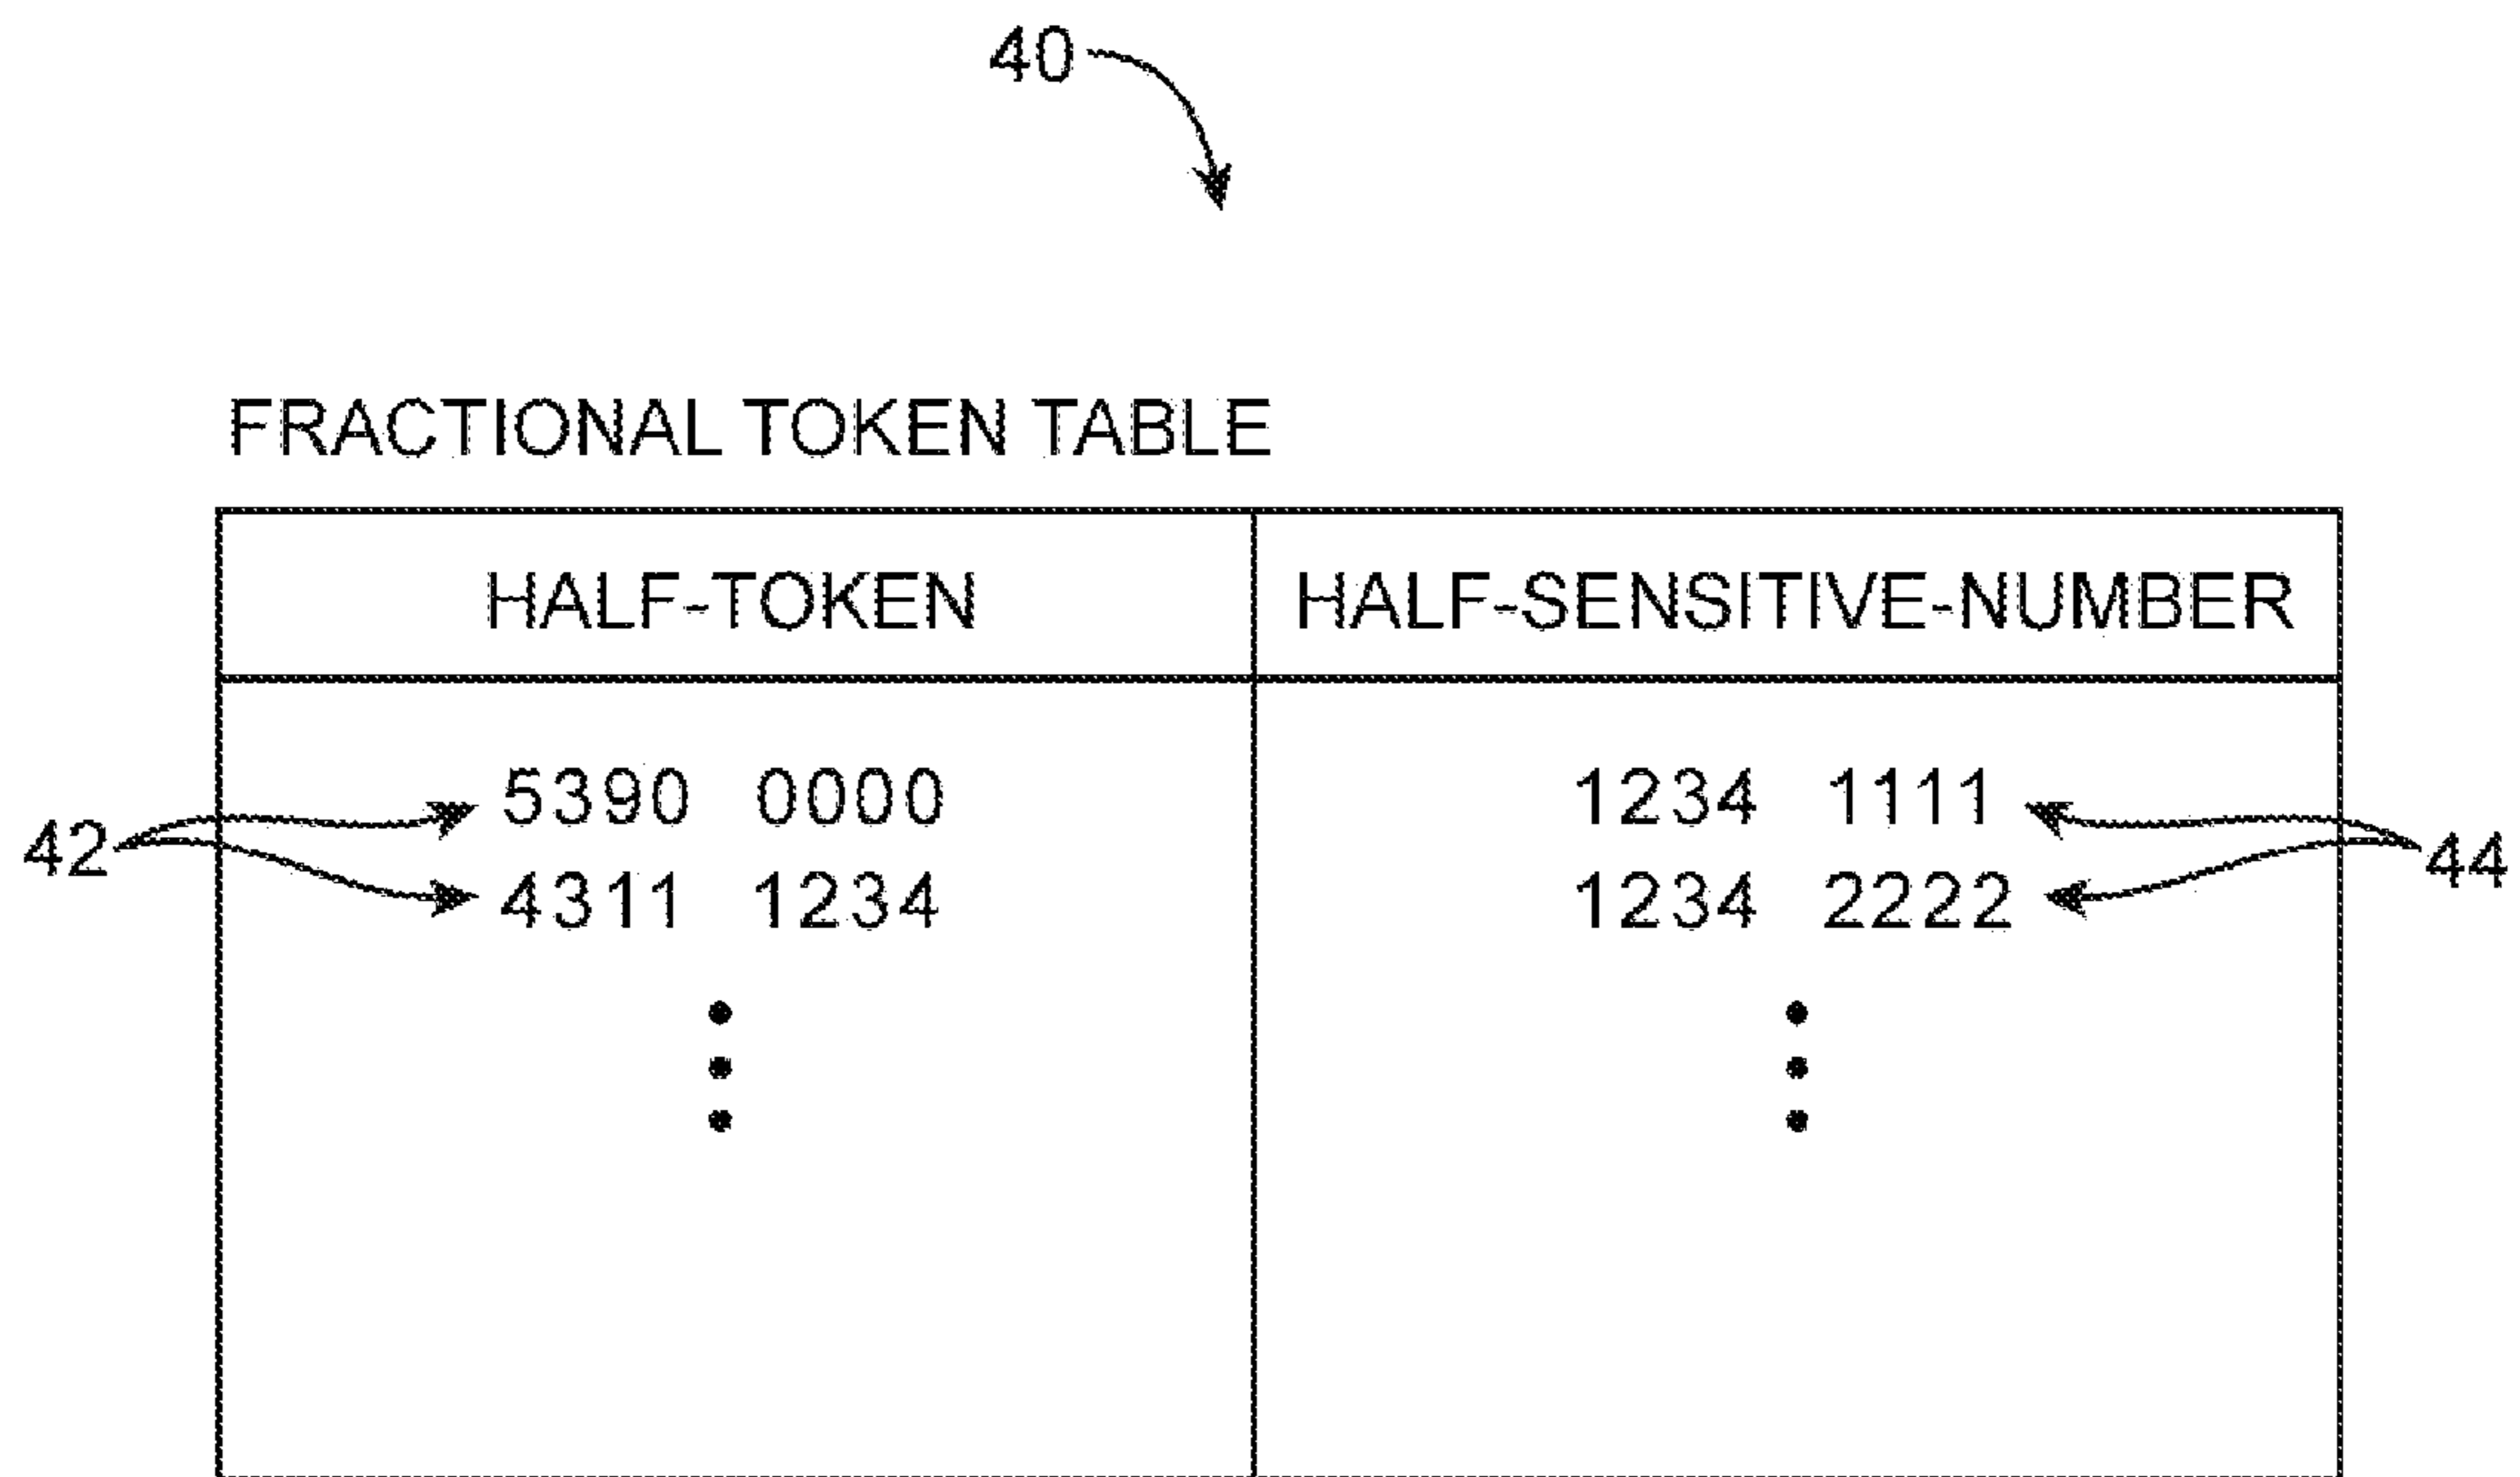 40
FRACTIONAL TOKEN TABLE
HALF-TOKEN HALF-SENSITIVE-NUMBER
5390 0000 1234 1111
42 44
4311 1234 1234 2222